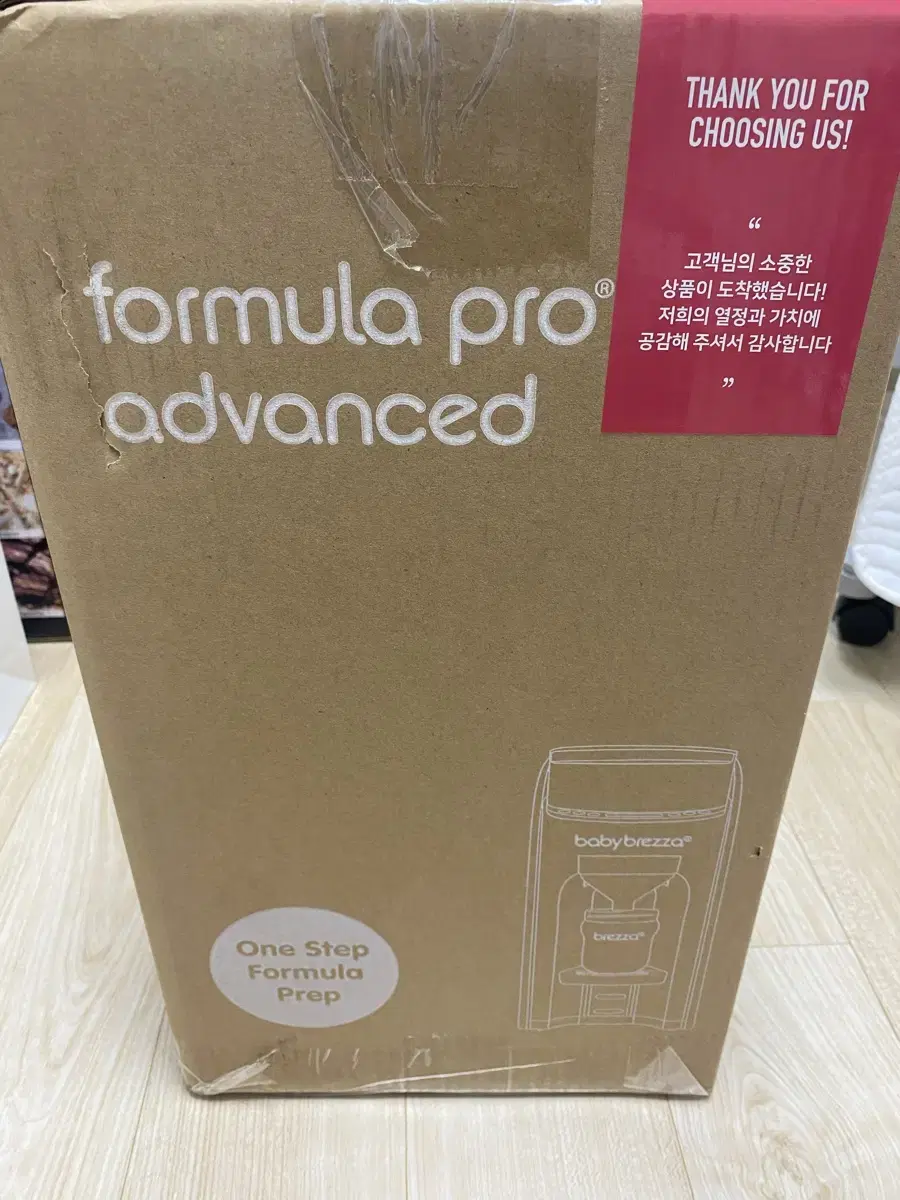 THANK YOU FOR
CHOOSING US!
“
고객님의 소중한
상품이 도착했습니다!
저희의 열정과 가치에
공감해 주셔서 감사합니다
”
formula pro®
advanced
babybrezza®
brezza®
One Step
Formula
Prep